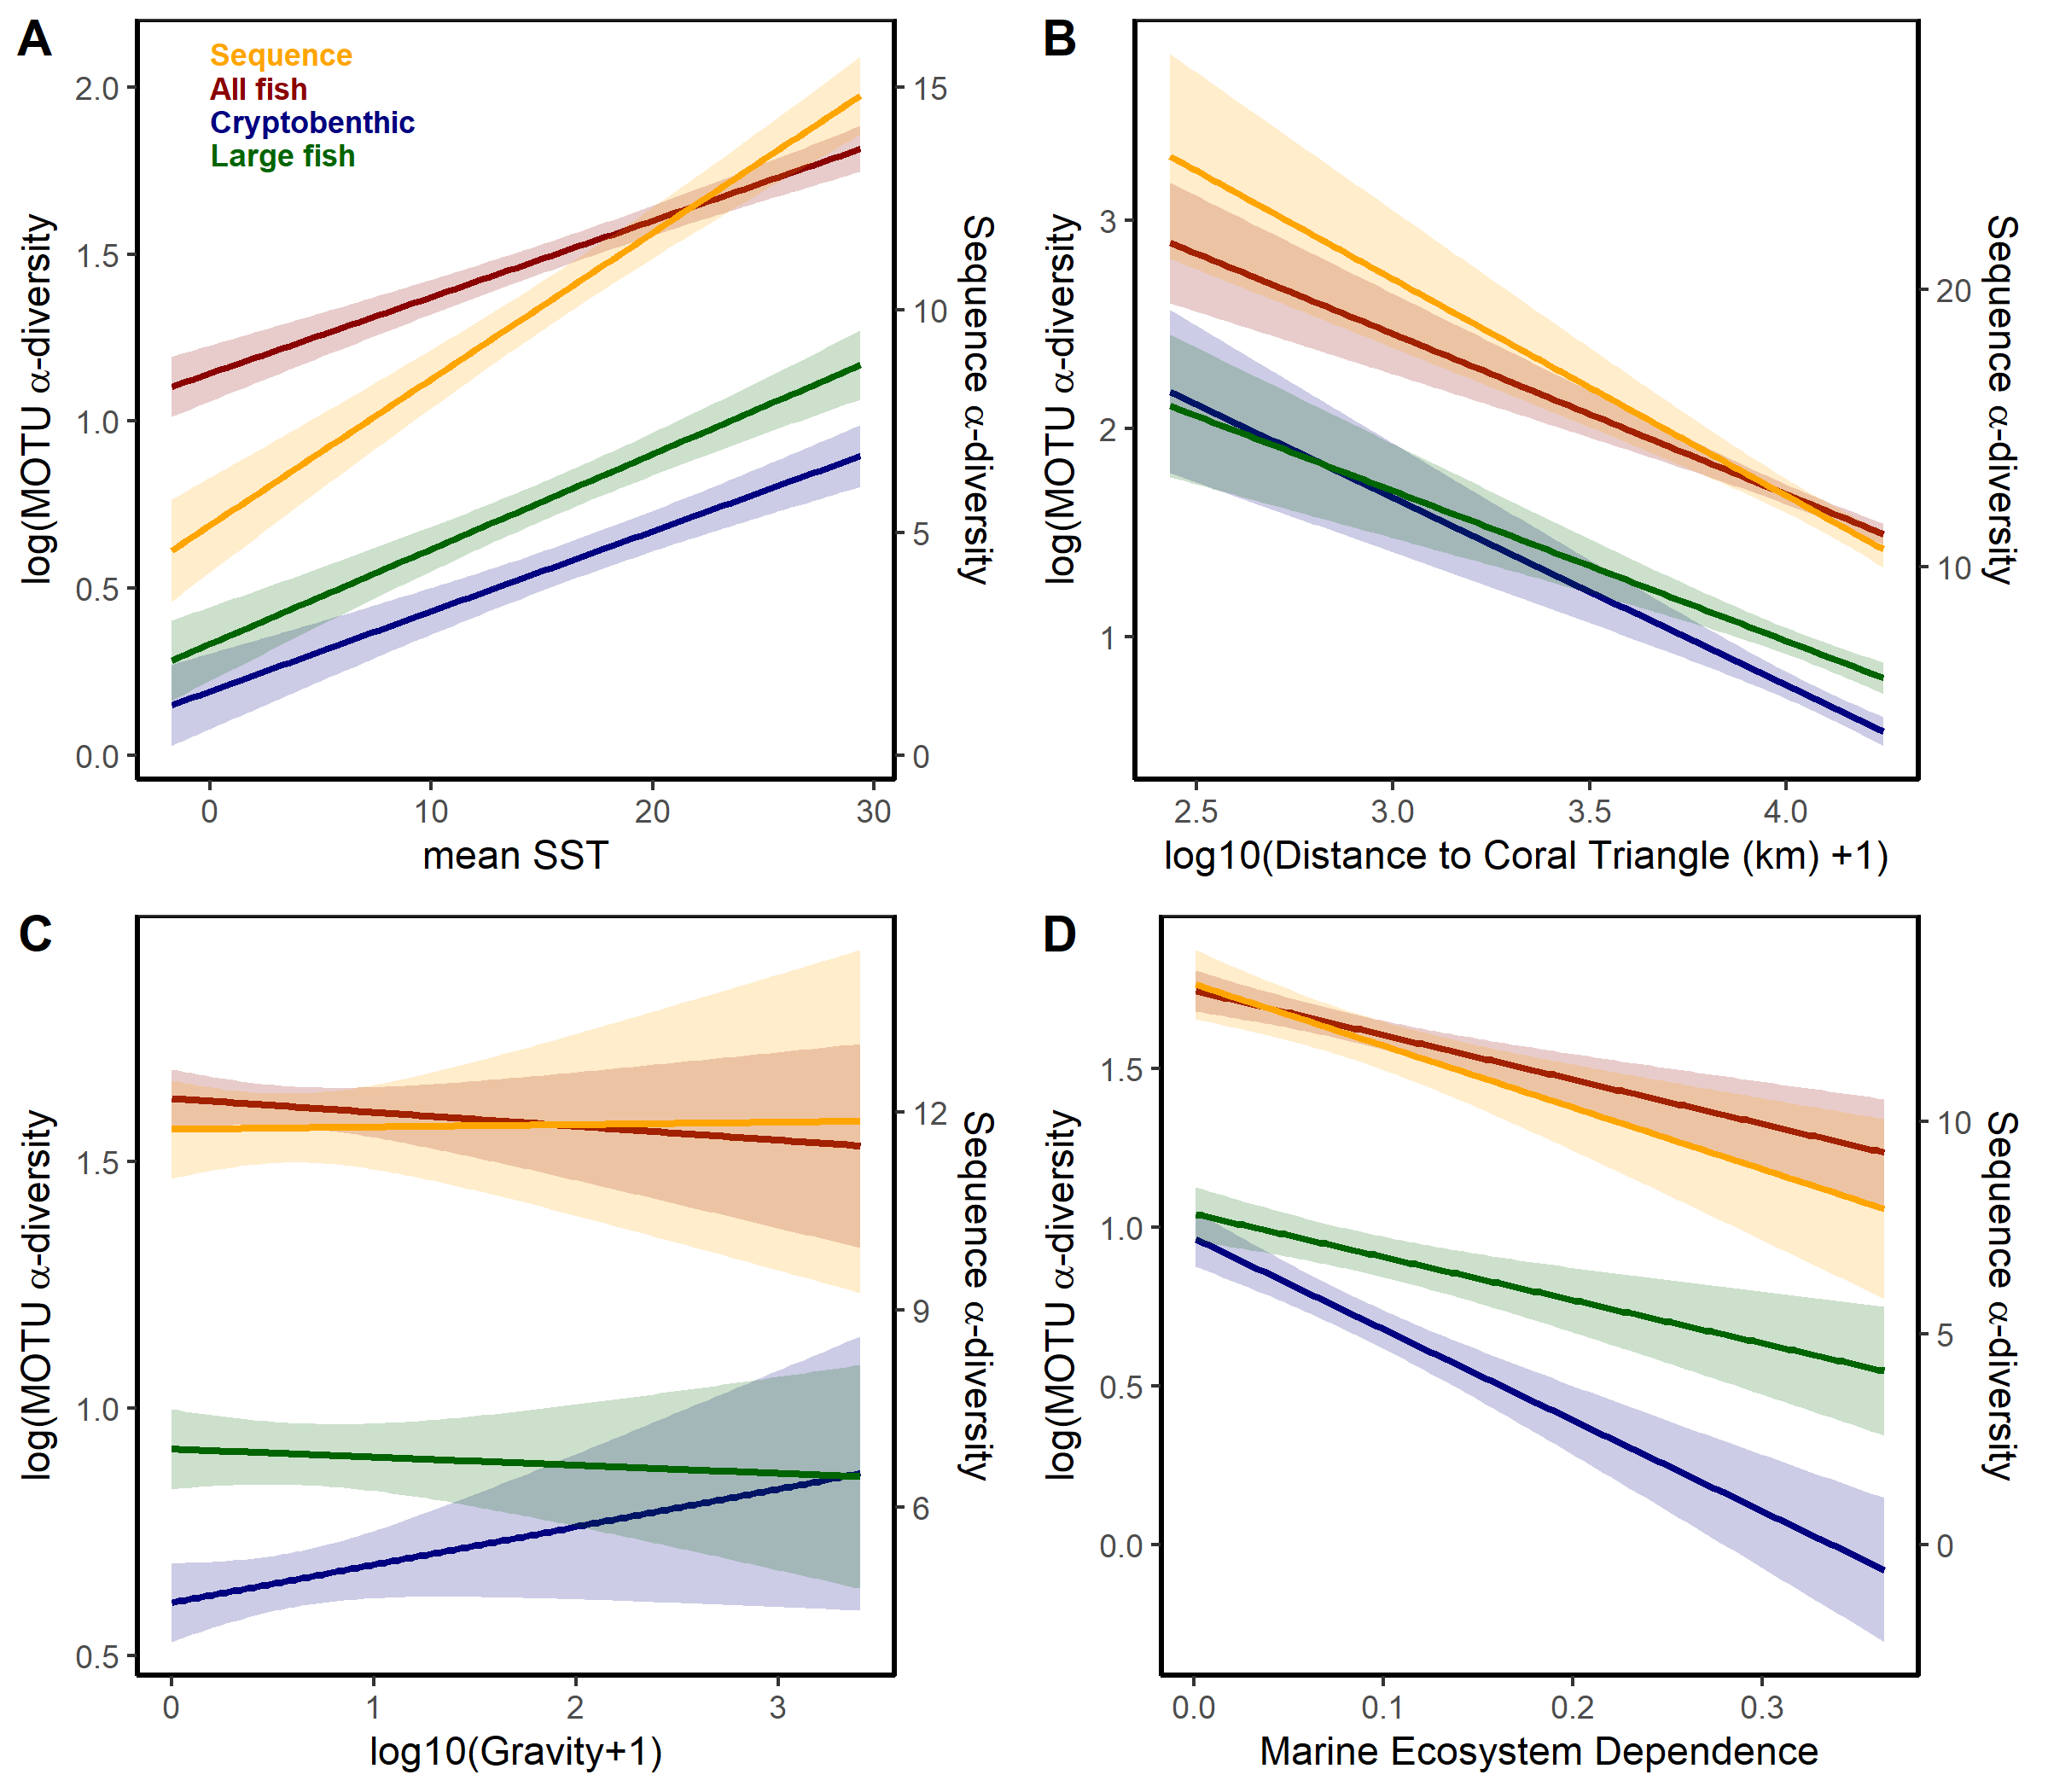 A
Sequence
All fish
Cryptobenthic
Large fish
2.0
1.5
1.0
0.5
0.0
15
10
5
0
log(MOTU α-diversity
Sequence α-diversity
0 10 20 30
mean SST
B
3
2
1
20
10
log(MOTU α-diversity
Sequence α-diversity
2.5 3.0 3.5 4.0
log10(Distance to Coral Triangle (km) +1)
C
1.5
1.0
0.5
12
9
6
log(MOTU α-diversity
Sequence α-diversity
0 1 2 3
log10(Gravity+1)
D
1.5
1.0
0.5
0.0
10
5
0
log(MOTU α-diversity
Sequence α-diversity
0.0 0.1 0.2 0.3
Marine Ecosystem Dependence